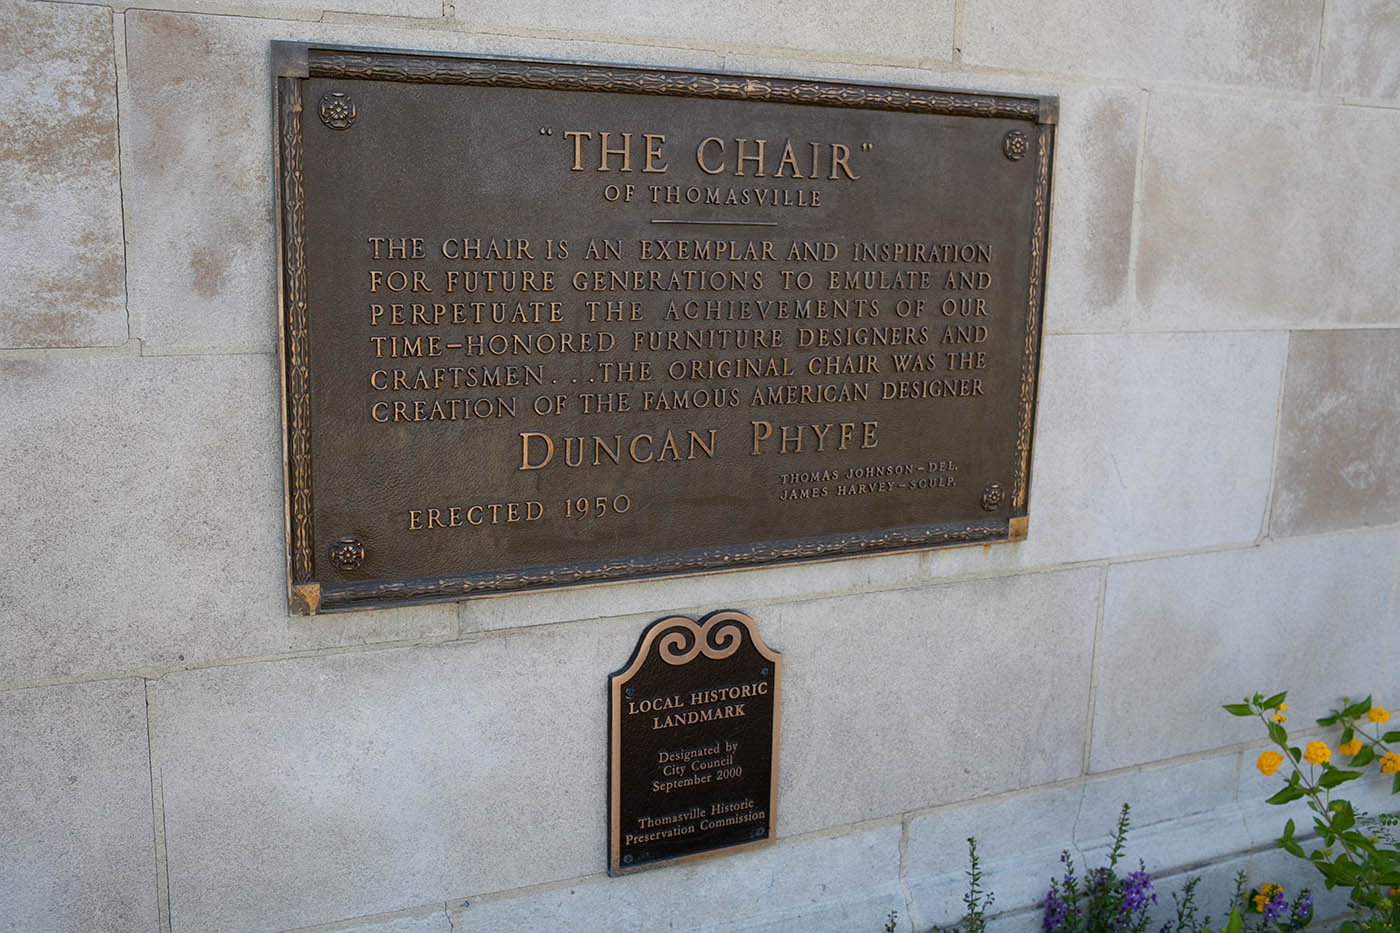 "THE CHAIR"
OF THOMASVILLE
THE CHAIR IS AN EXEMPLAR AND INSPIRATION
FOR FUTURE GENERATIONS TO EMULATE AND
PERPETUATE THE ACHIEVEMENTS OF OUR
TIME-HONORED FURNITURE DESIGNERS AND
CRAFTSMEN...THE ORIGINAL CHAIR WAS THE
CREATION OF THE FAMOUS AMERICAN DESIGNER
DUNCAN PHYFE
THOMAS JOHNSON-DEL.
JAMES HARVEY-SCULP.
ERECTED 1950
LOCAL HISTORIC
LANDMARK
Designated by
City Council
September 2000
Thomasville Historic
Preservation Commission